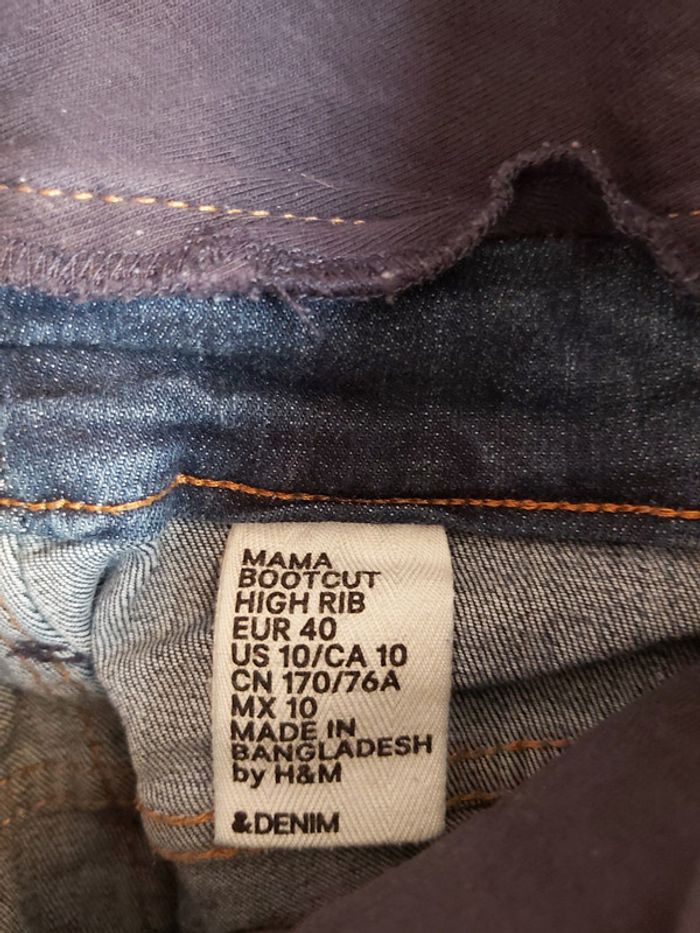 MAMA
BOOTCUT
HIGH RIB
EUR 40
US 10/CA 10
CN 170/76A
MX 10
MADE IN
BANGLADESH
by H&M
&DENIM